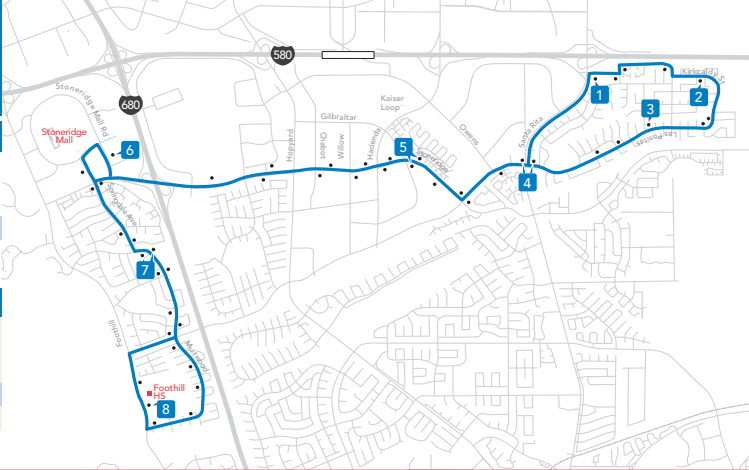 580
Kirkcaldy St
1
2
3
680
Stoneridge Mall Rd
Kaiser
Loop
Gilbraltar
Santa Rita
Owens
Las Positas
Stoneridge
Mall
Hopyard
Chabot
Willow
Hacienda
5
6
Stoneridge
4
Springdale Ave
7
Foothill
Muirwood
Foothill
HS
8